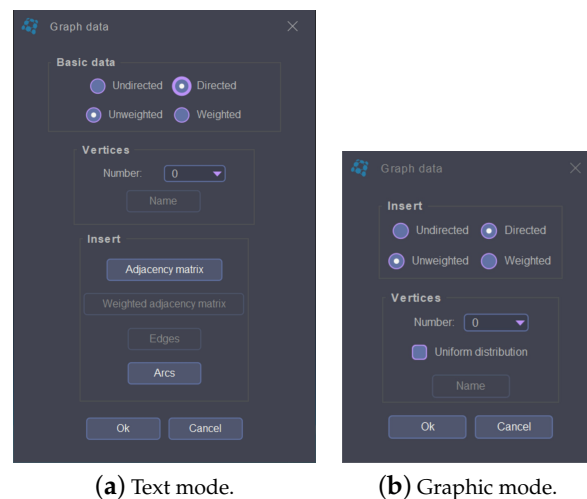 Graph data
Basic data
Undirected Directed
Unweighted Weighted
Vertices
Number: 0
Name
Insert
Adjacency matrix
Weighted adjacency matrix
Edges
Arcs
Ok Cancel
(a) Text mode.
Graph data
Insert
Undirected Directed
Unweighted Weighted
Vertices
Number: 0
Uniform distribution
Name
Ok Cancel
(b) Graphic mode.